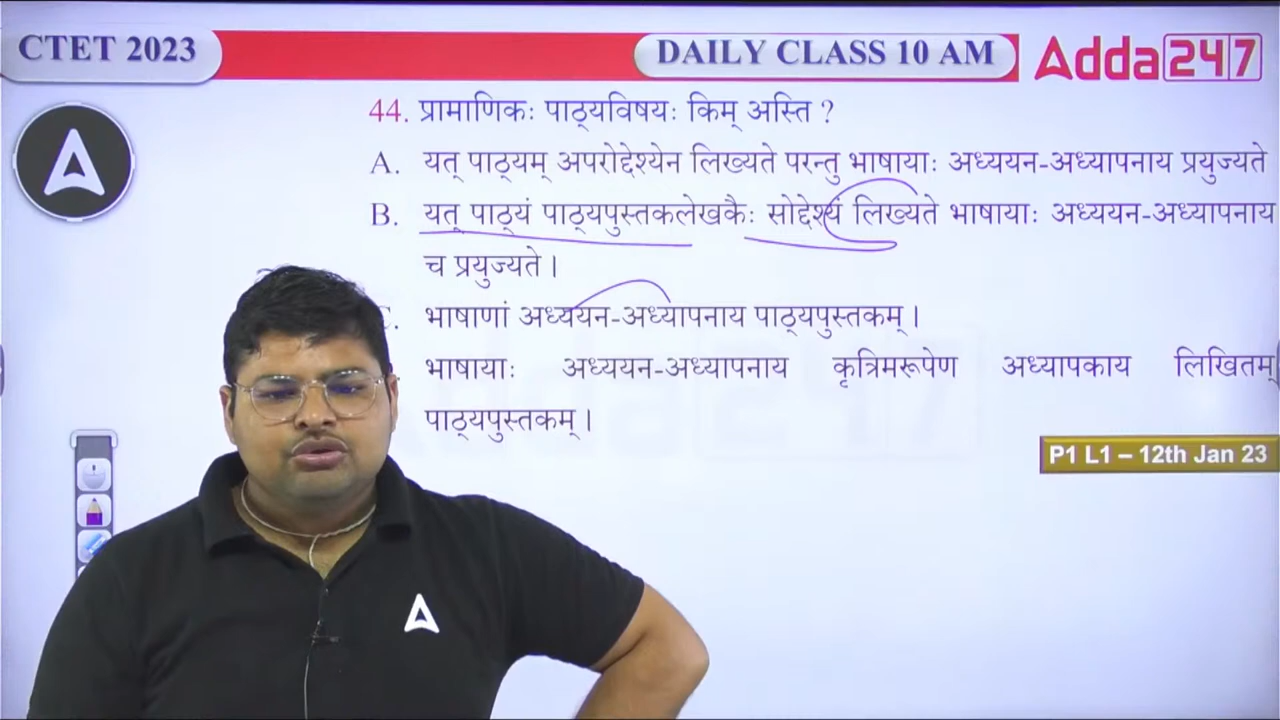 CTET 2023
DAILY CLASS 10 AM
Adda247
44. प्रामाणिकः पाठ्यविषयः किम् अस्ति ?
A. यत् पाठ्यम् अपरोद्देश्येन लिख्यते परन्तु भाषायाः अध्ययन-अध्यापनाय प्रयुज्यते
B. यत् पाठ्यं पाठ्यपुस्तकलेखकैः सोद्देश्यं लिख्यते भाषायाः अध्ययन-अध्यापनाय
च प्रयुज्यते ।
C. भाषाणां अध्ययन-अध्यापनाय पाठ्यपुस्तकम् ।
भाषायाः अध्ययन-अध्यापनाय कृत्रिमरूपेण अध्यापकाय लिखितम्
पाठ्यपुस्तकम् ।
P1 L1 – 12th Jan 23